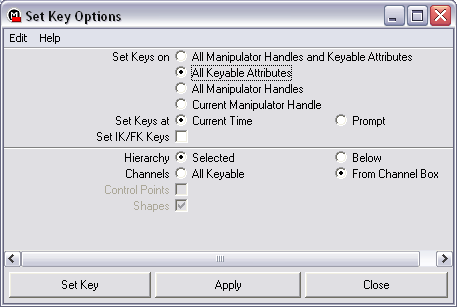 Set Key Options
Edit Help
Set Keys on All Manipulator Handles and Keyable Attributes
All Keyable Attributes
All Manipulator Handles
Current Manipulator Handle
Set Keys at Current Time Prompt
Set IK/FK Keys
Hierarchy Selected Below
Channels All Keyable From Channel Box
Control Points
Shapes
Set Key Apply Close